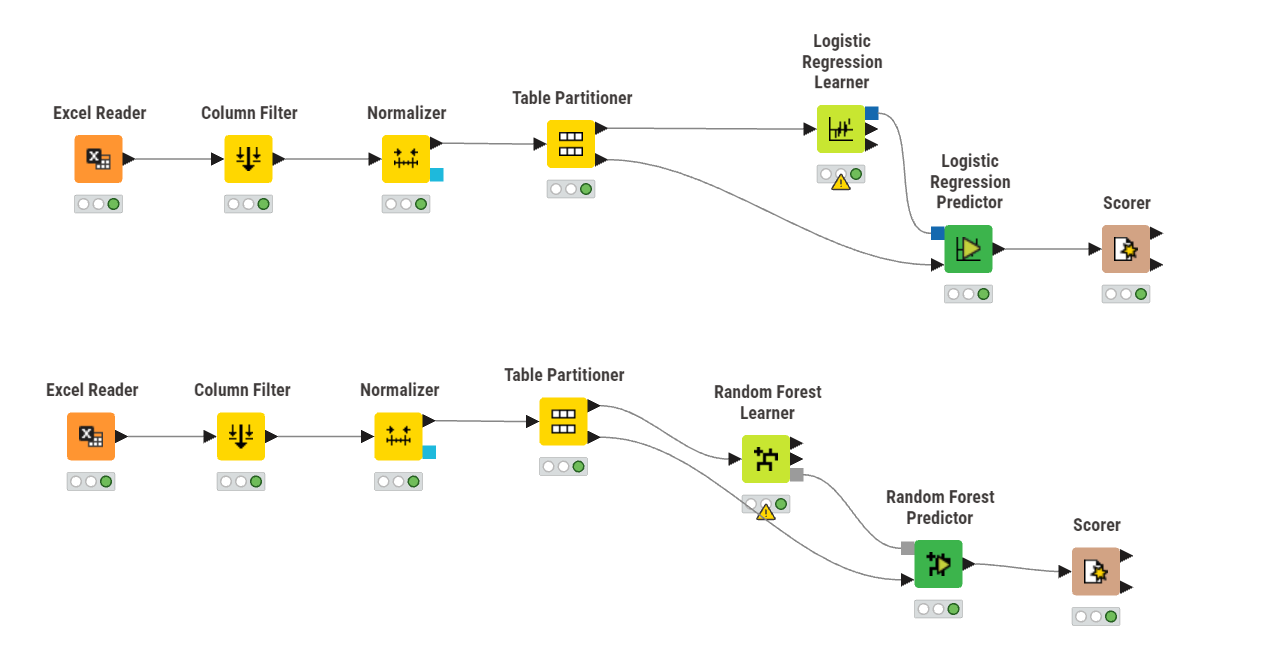 Logistic
Regression
Learner
Excel Reader
Column Filter
Normalizer
Table Partitioner
Logistic
Regression
Predictor
Scorer
Excel Reader
Column Filter
Normalizer
Table Partitioner
Random Forest
Learner
Random Forest
Predictor
Scorer